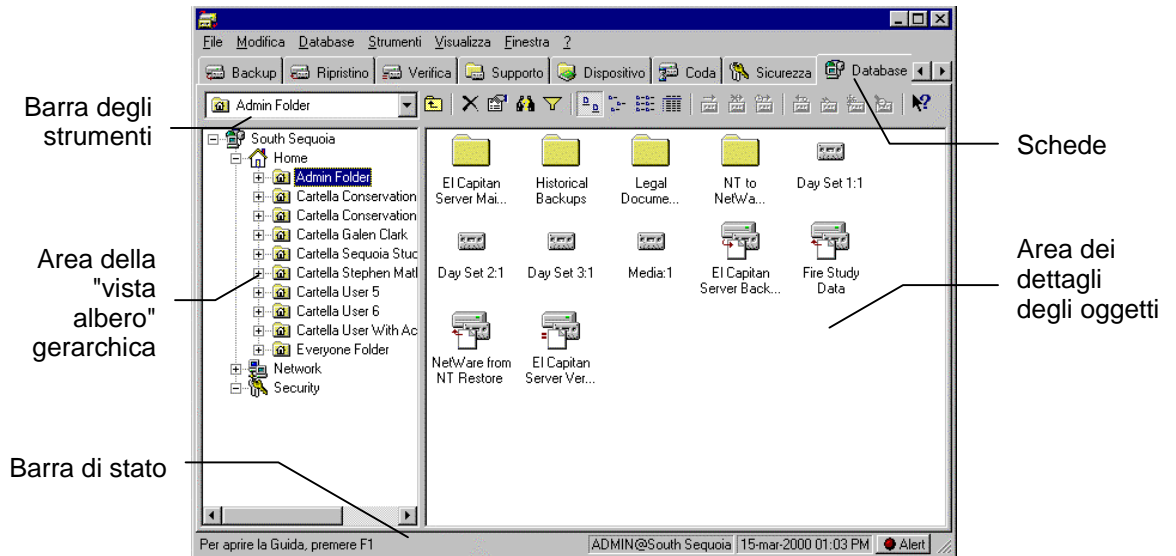 File Modifica Database Strumenti Visualizza Finestra ?
Backup Ripristino Verifica Supporto Dispositivo Coda Sicurezza Database
Admin Folder
Barra degli
strumenti
Schede
South Sequoia
Home
Admin Folder
Cartella Conservation
Cartella Conservation
Cartella Galen Clark
Cartella Sequoia Stuc
Cartella Stephen Matl
Cartella User 5
Cartella User 6
Cartella User With Ac
Everyone Folder
Network
Security
El Capitan
Server Mai...
Historical
Backups
Legal
Docume...
NT to
NetWa...
Day Set 1:1
Day Set 2:1
Day Set 3:1
Media:1
El Capitan
Server Back...
Fire Study
Data
NetWare from
NT Restore
El Capitan
Server Ver...
Area della
"vista
albero"
gerarchica
Area dei
dettagli
degli oggetti
Barra di stato
Per aprire la Guida, premere F1
ADMIN@South Sequoia 15-mar-2000 01:03 PM Alert